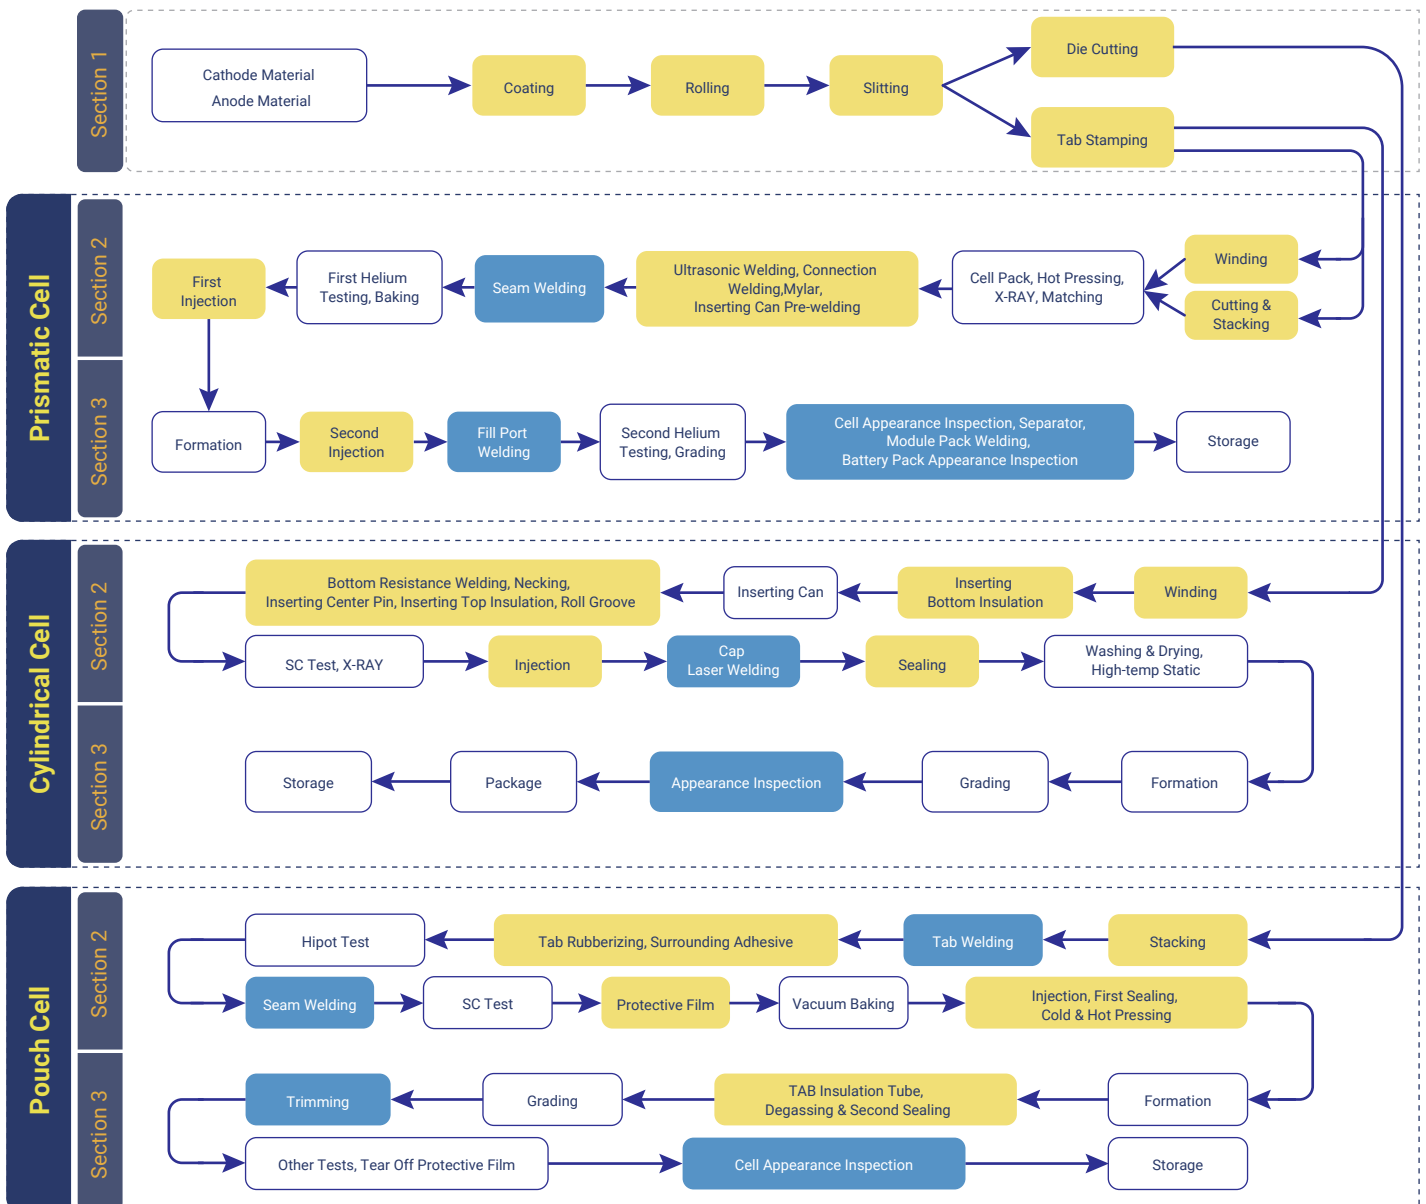 Section 1
Cathode Material
Anode Material
Coating
Rolling
Slitting
Die Cutting
Tab Stamping
Prismatic Cell
Section 2
Winding
Cutting &
Stacking
Cell Pack, Hot Pressing,
X-RAY, Matching
Ultrasonic Welding, Connection
Welding,Mylar,
Inserting Can Pre-welding
Seam Welding
First Helium
Testing, Baking
First
Injection
Section 3
Formation
Second
Injection
Fill Port
Welding
Second Helium
Testing, Grading
Cell Appearance Inspection, Separator,
Module Pack Welding,
Battery Pack Appearance Inspection
Storage
Cylindrical Cell
Section 2
Winding
Inserting
Bottom Insulation
Inserting Can
Bottom Resistance Welding, Necking,
Inserting Center Pin, Inserting Top Insulation, Roll Groove
SC Test, X-RAY
Injection
Cap
Laser Welding
Sealing
Washing & Drying,
High-temp Static
Section 3
Formation
Grading
Appearance Inspection
Package
Storage
Pouch Cell
Section 2
Stacking
Tab Welding
Tab Rubberizing, Surrounding Adhesive
Hipot Test
Seam Welding
SC Test
Protective Film
Vacuum Baking
Injection, First Sealing,
Cold & Hot Pressing
Section 3
Formation
TAB Insulation Tube,
Degassing & Second Sealing
Grading
Trimming
Other Tests, Tear Off Protective Film
Cell Appearance Inspection
Storage